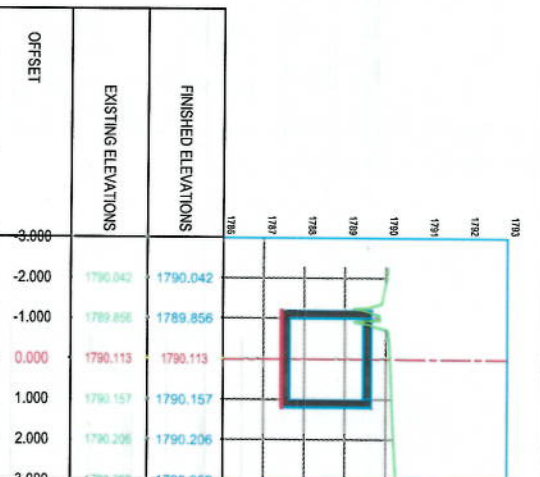 OFFSET
EXISTING ELEVATIONS
FINISHED ELEVATIONS
1786 1787 1788 1789 1790 1791 1792 1793
-3.000
-2.000 1790.042 1790.042
-1.000 1789.856 1789.856
0.000 1790.113 1790.113
1.000 1790.157 1790.157
2.000 1790.206 1790.206
3.000